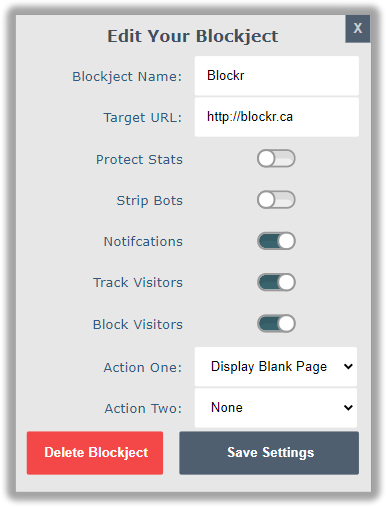 Edit Your Blockject
X
Blockject Name: Blockr
Target URL: http://blockr.ca
Protect Stats
Strip Bots
Notifcations
Track Visitors
Block Visitors
Action One: Display Blank Page
Action Two: None
Delete Blockject Save Settings